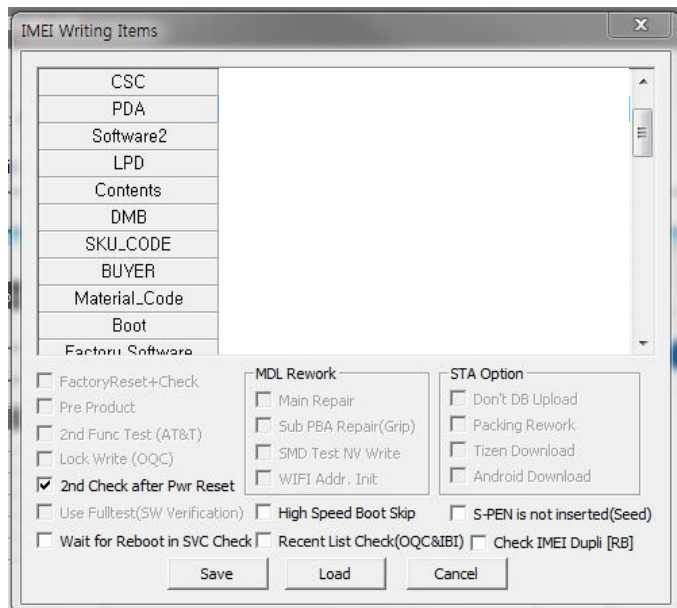 IMEI Writing Items
CSC
PDA
Software2
LPD
Contents
DMB
SKU_CODE
BUYER
Material_Code
Boot
Factory Software
FactoryReset+Check
Pre Product
2nd Func Test (AT&T)
Lock Write (OQC)
2nd Check after Pwr Reset
MDL Rework
Main Repair
Sub PBA Repair(Grip)
SMD Test NV Write
WIFI Addr. Init
STA Option
Don't DB Upload
Packing Rework
Tizen Download
Android Download
Use Fulltest(SW Verification)
High Speed Boot Skip
S-PEN is not inserted(Seed)
Wait for Reboot in SVC Check
Recent List Check(OQC&IBI)
Check IMEI Dupli [RB]
Save
Load
Cancel